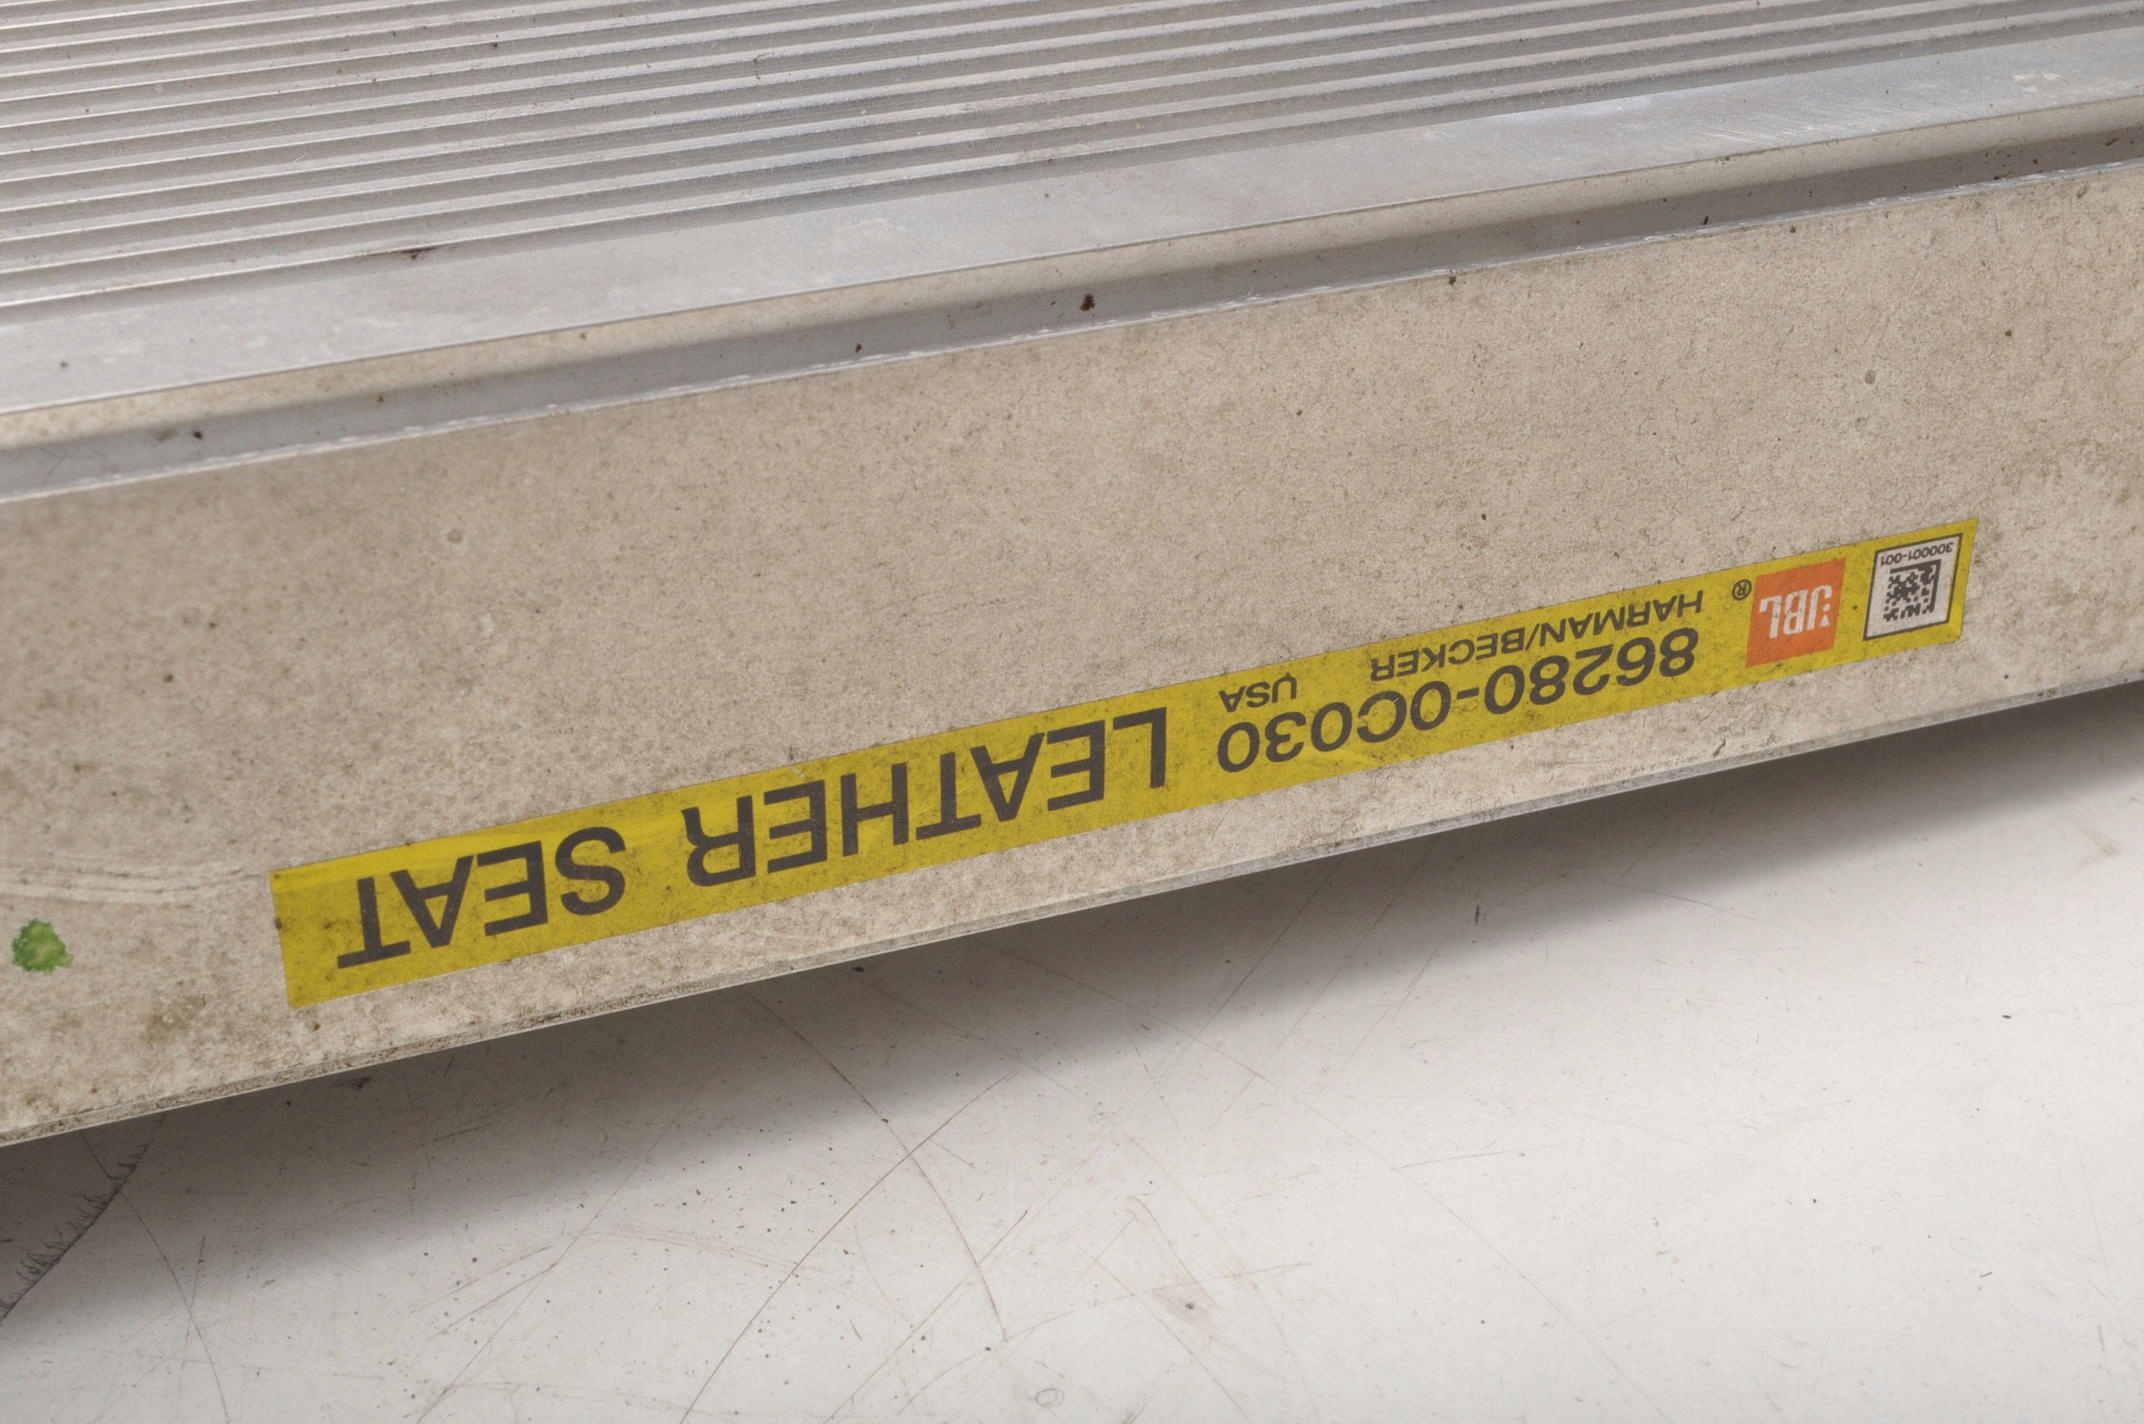 300001-001
JBL®
HARMAN/BECKER USA
86280-0C030
LEATHER SEAT